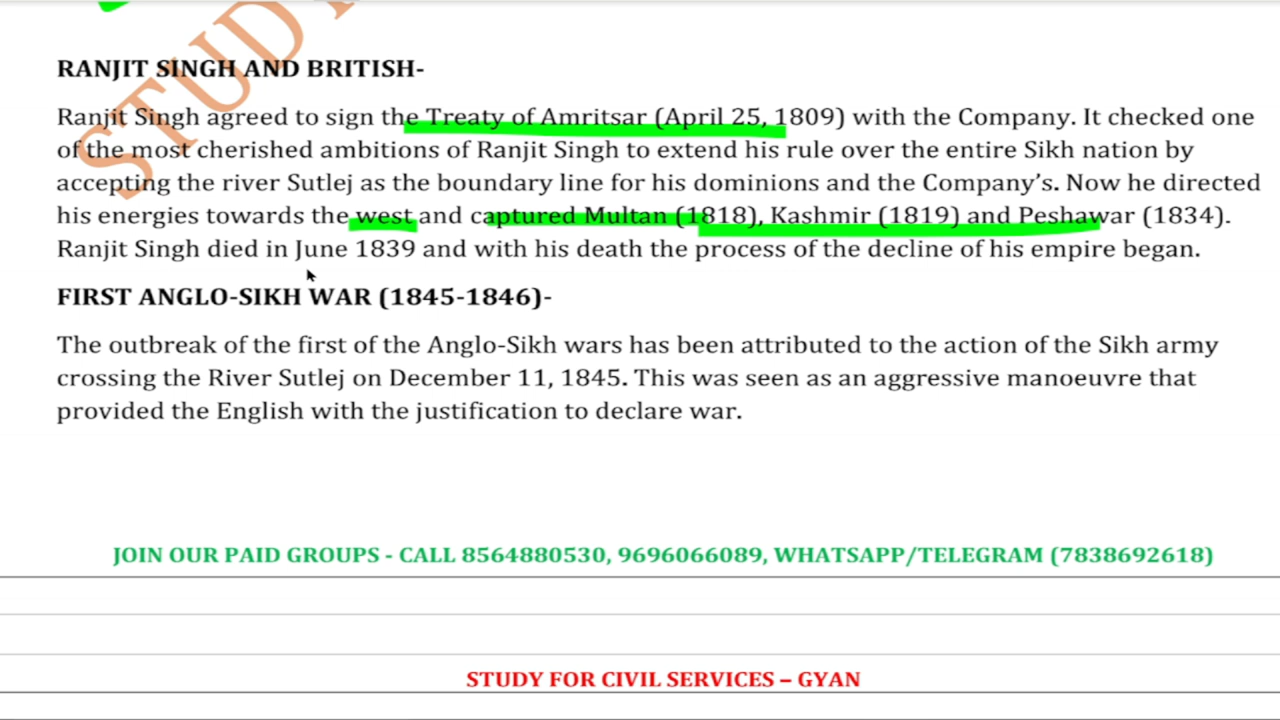 RANJIT SINGH AND BRITISH-
Ranjit Singh agreed to sign the Treaty of Amritsar (April 25, 1809) with the Company. It checked one
of the most cherished ambitions of Ranjit Singh to extend his rule over the entire Sikh nation by
accepting the river Sutlej as the boundary line for his dominions and the Company’s. Now he directed
his energies towards the west and captured Multan (1818), Kashmir (1819) and Peshawar (1834).
Ranjit Singh died in June 1839 and with his death the process of the decline of his empire began.
FIRST ANGLO-SIKH WAR (1845-1846)-
The outbreak of the first of the Anglo-Sikh wars has been attributed to the action of the Sikh army
crossing the River Sutlej on December 11, 1845. This was seen as an aggressive manoeuvre that
provided the English with the justification to declare war.
JOIN OUR PAID GROUPS - CALL 8564880530, 9696066089, WHATSAPP/TELEGRAM (7838692618)
STUDY FOR CIVIL SERVICES – GYAN